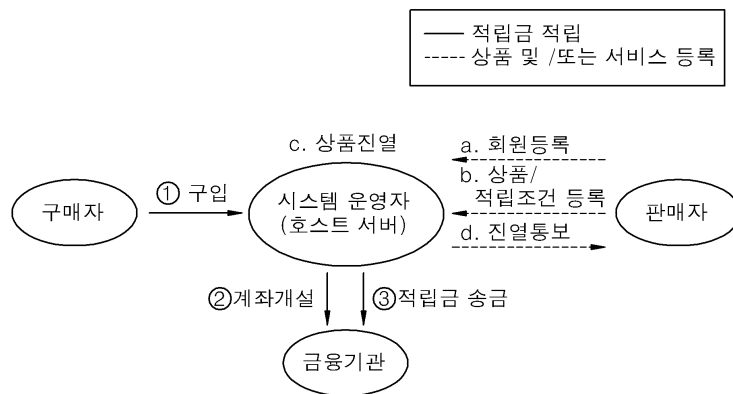 적립금 적립
상품 및 /또는 서비스 등록
c. 상품진열
a. 회원등록
b. 상품/
적립조건 등록
d. 진열통보
① 구입
구매자
시스템 운영자
(호스트 서버)
판매자
②계좌개설
③적립금 송금
금융기관